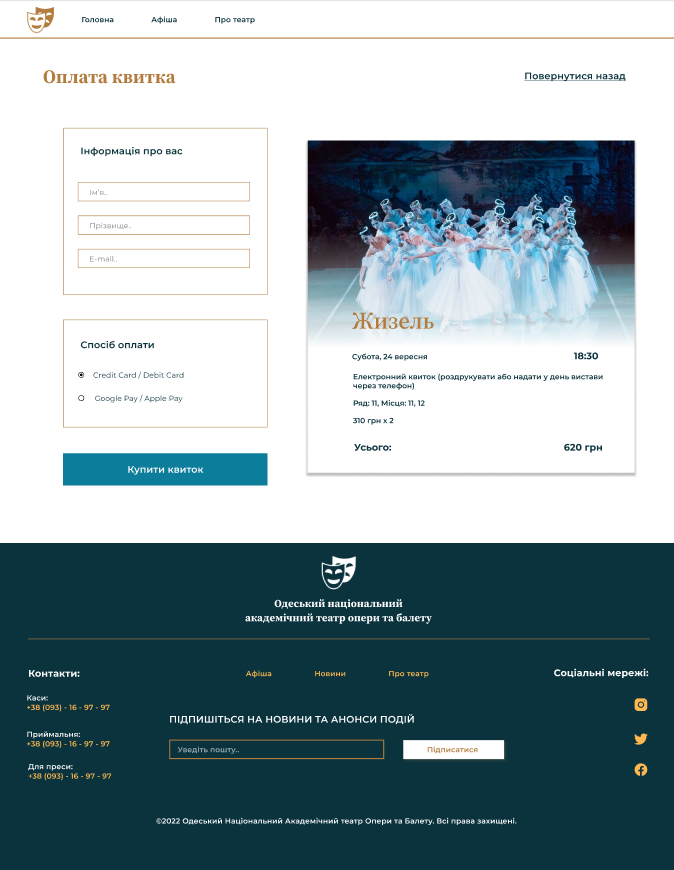 Головна
Афіша
Про театр
Оплата квитка
Повернутися назад
Інформація про вас
Ім'я..
Прізвище..
E-mail..
Спосіб оплати
Credit Card / Debit Card
Google Pay / Apple Pay
Купити квиток
Жизель
Субота, 24 вересня
18:30
Електронний квиток (роздрукувати або надати у день вистави
через телефон)
Ряд: 11, Місця: 11, 12
310 грн x 2
Усього:
620 грн
Одеський національний
академічний театр опери та балету
Контакти:
Каси:
+38 (093) - 16 - 97 - 97
Приймальня:
+38 (093) - 16 - 97 - 97
Для преси:
+38 (093) - 16 - 97 - 97
Афіша
Новини
Про театр
ПІДПИШІТЬСЯ НА НОВИНИ ТА АНОНСИ ПОДІЙ
Уведіть пошту..
Підписатися
Соціальні мережі:
©2022 Одеський Національний Академічний театр Опери та Балету. Всі права захищені.